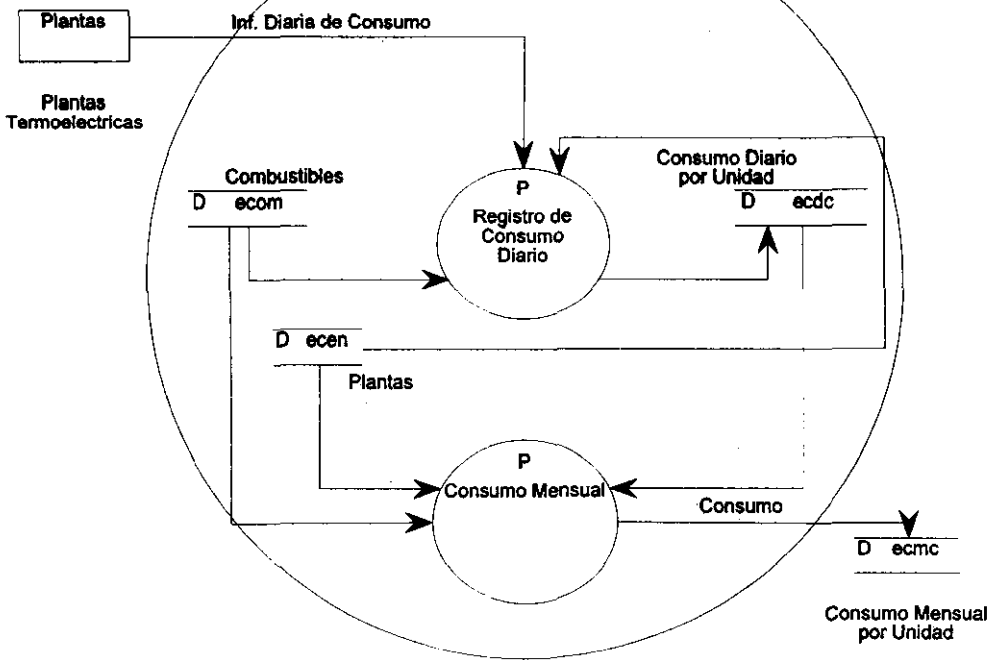 Plantas
Inf. Diaria de Consumo
Plantas
Termoelectricas
Combustibles
D ecom
P
Registro de
Consumo
Diario
Consumo Diario
por Unidad
D ecdc
D ecen
Plantas
P
Consumo Mensual
Consumo
D ecmc
Consumo Mensual
por Unidad